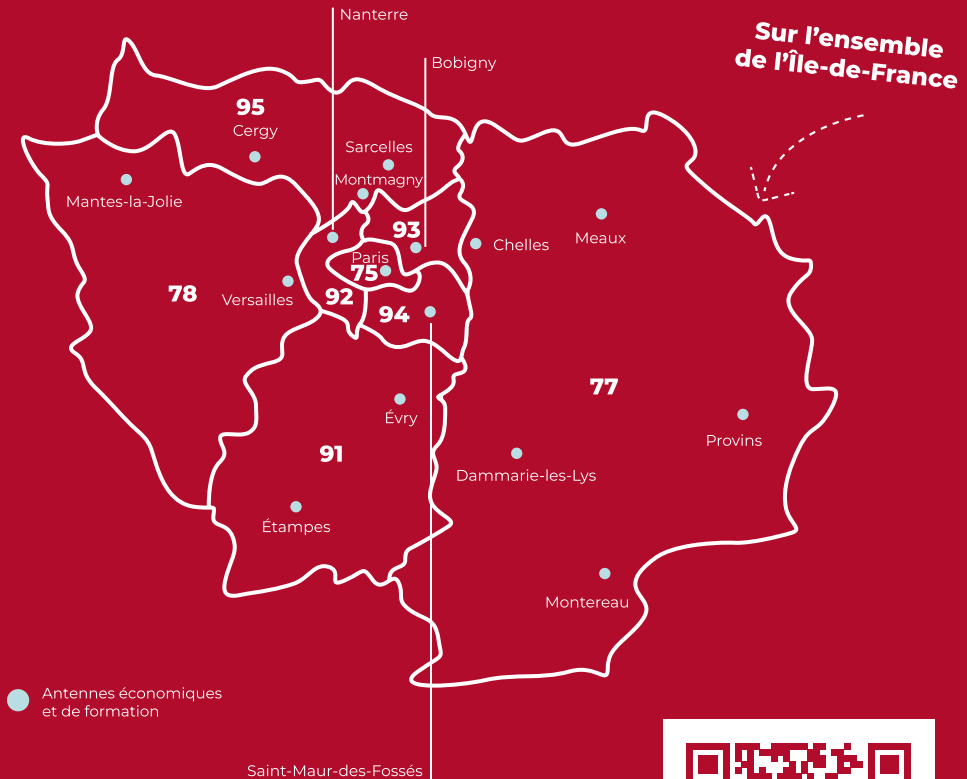 Nanterre
Sur l'ensemble
de l'Île-de-France
Bobigny
95
Cergy
Sarcelles
Montmagny
Mantes-la-Jolie
93
Chelles
Meaux
Paris
75
78
Versailles
92
94
77
Évry
Provins
91
Dammarie-les-Lys
Étampes
Montereau
Antennes économiques
et de formation
Saint-Maur-des-Fossés